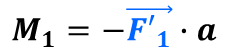 M₁ = −F'₁⃗ · a